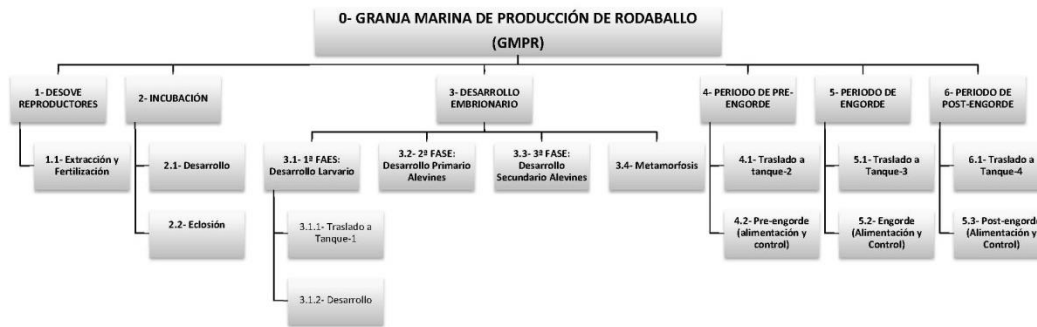 0- GRANJA MARINA DE PRODUCCIÓN DE RODABALLO
(GMPR)
1- DESOVE
REPRODUCTORES
2- INCUBACIÓN
3- DESARROLLO
EMBRIONARIO
4- PERIODO DE PRE-
ENGORDE
5- PERIODO DE
ENGORDE
6- PERIODO DE
POST-ENGORDE
1.1- Extracción y
Fertilización
2.1- Desarrollo
2.2- Eclosión
3.1- 1ª FAES:
Desarrollo Larvario
3.2- 2ª FASE:
Desarrollo Primario
Alevines
3.3- 3ª FASE:
Desarrollo
Secundario Alevines
3.4- Metamorfosis
3.1.1- Traslado a
Tanque-1
3.1.2- Desarrollo
4.1- Traslado a
tanque-2
4.2- Pre-engorde
(alimentación y
control)
5.1- Traslado a
Tanque-3
5.2- Engorde
(Alimentación y
Control)
6.1- Traslado a
Tanque-4
5.3- Post-engorde
(Alimentación y
Control)